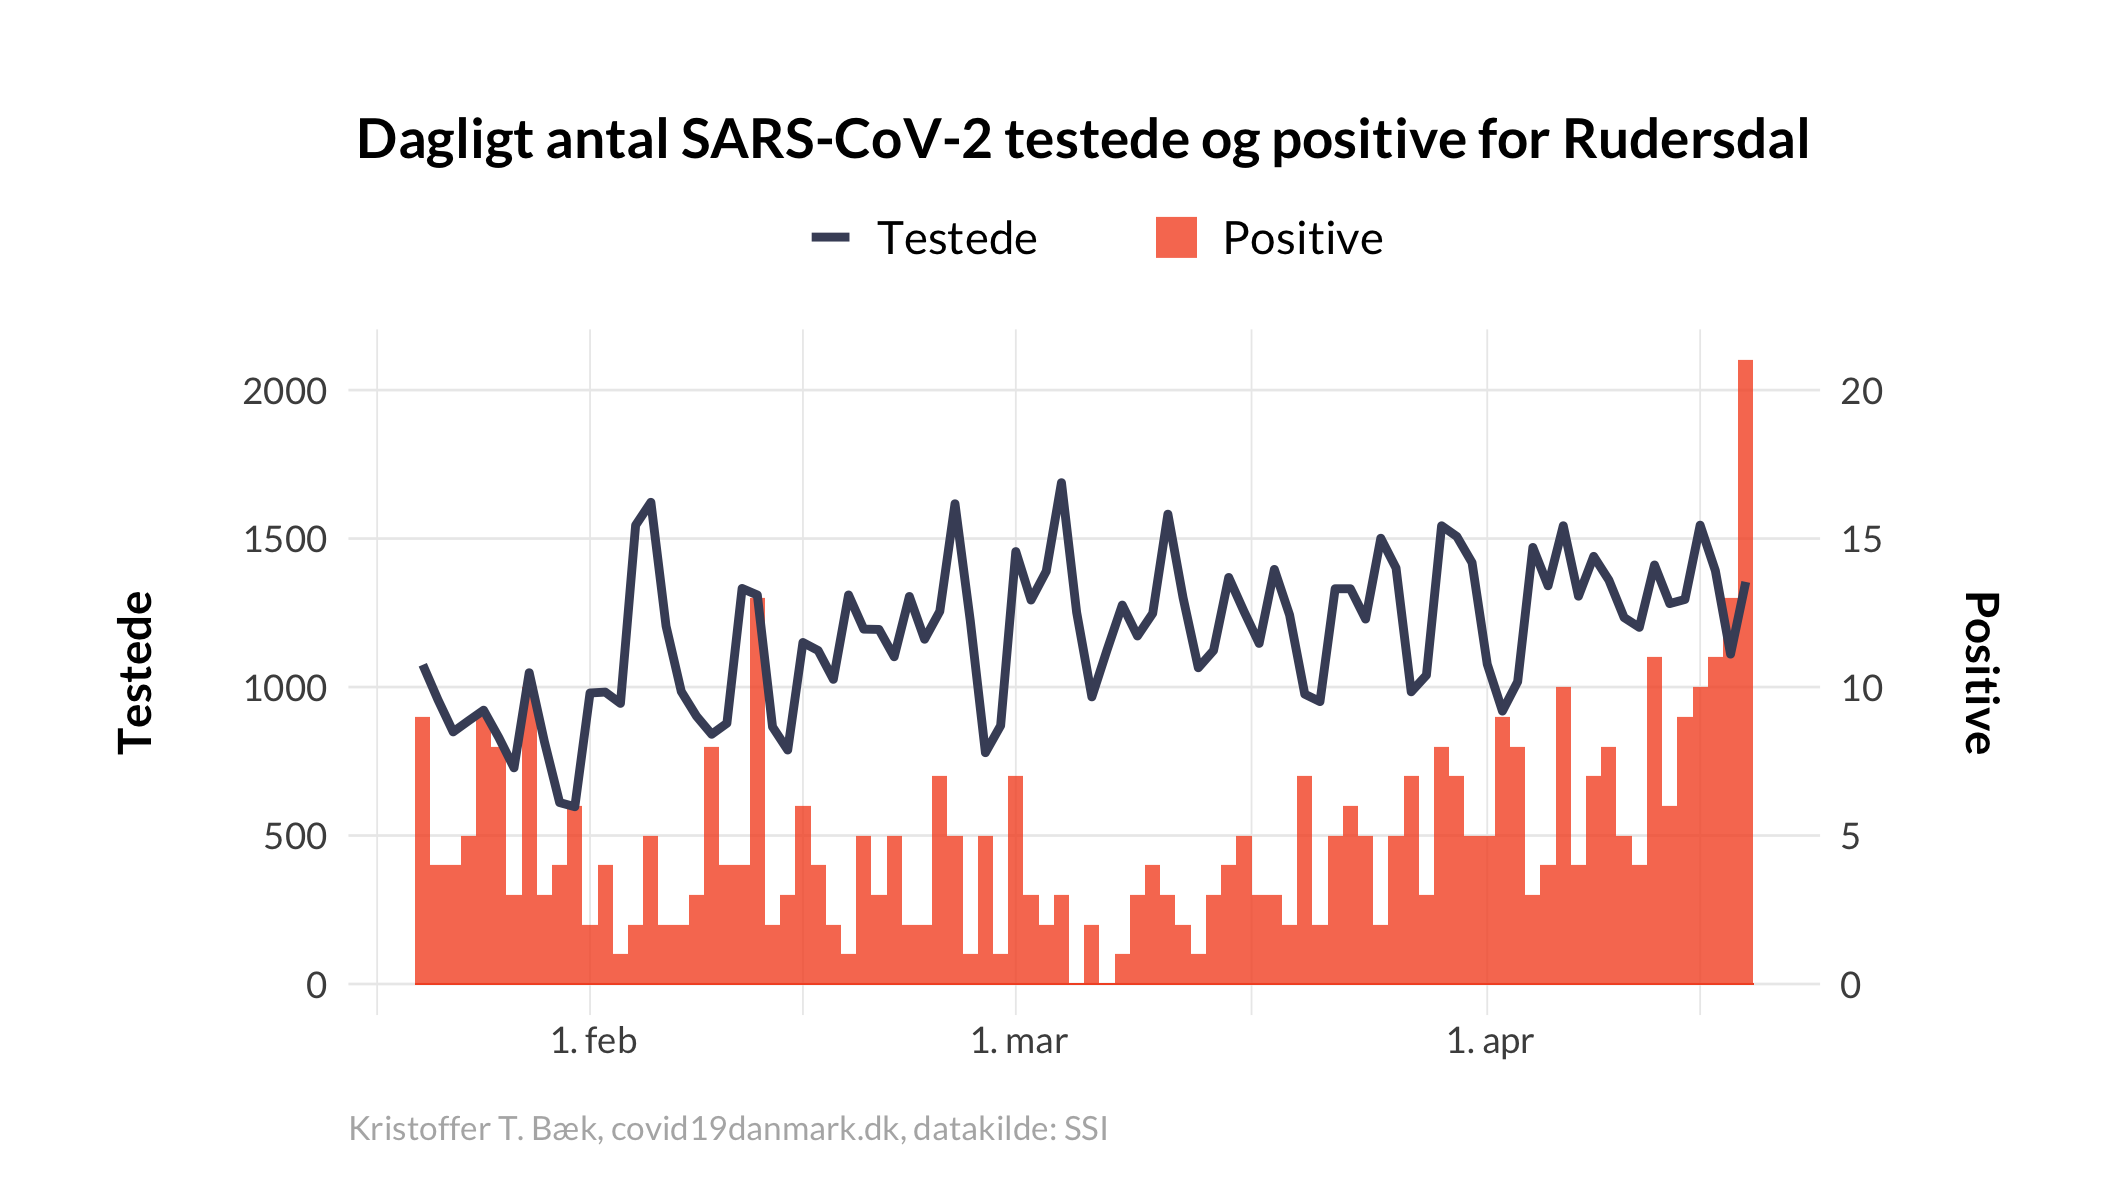 Dagligt antal SARS-CoV-2 testede og positive for Rudersdal
Testede Positive
2000 20
1500 15
1000 10
500 5
0 0
Testede
Positive
1. feb 1. mar 1. apr
Kristoffer T. Bæk, covid19danmark.dk, datakilde: SSI